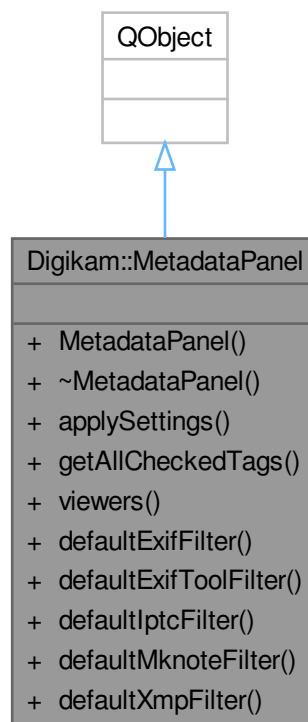 QObject
Digikam::MetadataPanel
+ MetadataPanel()
+ ~MetadataPanel()
+ applySettings()
+ getAllCheckedTags()
+ viewers()
+ defaultExifFilter()
+ defaultExifToolFilter()
+ defaultIptcFilter()
+ defaultMknoteFilter()
+ defaultXmpFilter()